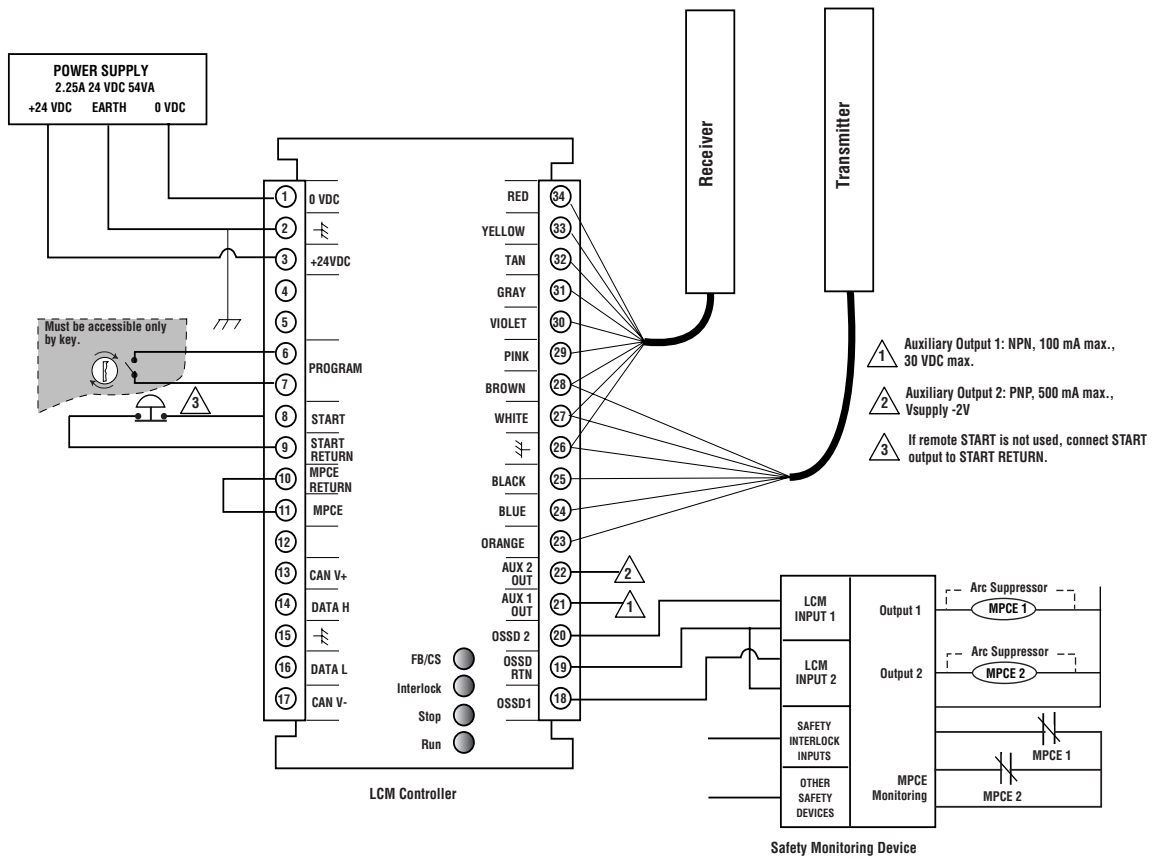 POWER SUPPLY
2.25A 24 VDC 54VA
+24 VDC EARTH 0 VDC
Receiver
Transmitter
1 0 VDC
2
3 +24VDC
4
5
6
PROGRAM
7
8 START
9 START
RETURN
10 MPCE
RETURN
11 MPCE
12
13 CAN V+
14 DATA H
15
16 DATA L
17 CAN V-
Must be accessible only
by key.
3
RED 34
YELLOW 33
TAN 32
GRAY 31
VIOLET 30
PINK 29
BROWN 28
WHITE 27
26
BLACK 25
BLUE 24
ORANGE 23
AUX 2
OUT 22
2
AUX 1
OUT 21
1
OSSD 2 20
OSSD
RTN 19
OSSD1 18
FB/CS
Interlock
Stop
Run
LCM Controller
1 Auxiliary Output 1: NPN, 100 mA max.,
30 VDC max.
2 Auxiliary Output 2: PNP, 500 mA max.,
Vsupply -2V
3 If remote START is not used, connect START
output to START RETURN.
LCM
INPUT 1
LCM
INPUT 2
SAFETY
INTERLOCK
INPUTS
OTHER
SAFETY
DEVICES
Output 1
Output 2
MPCE
Monitoring
Arc Suppressor
MPCE 1
Arc Suppressor
MPCE 2
MPCE 1
MPCE 2
Safety Monitoring Device